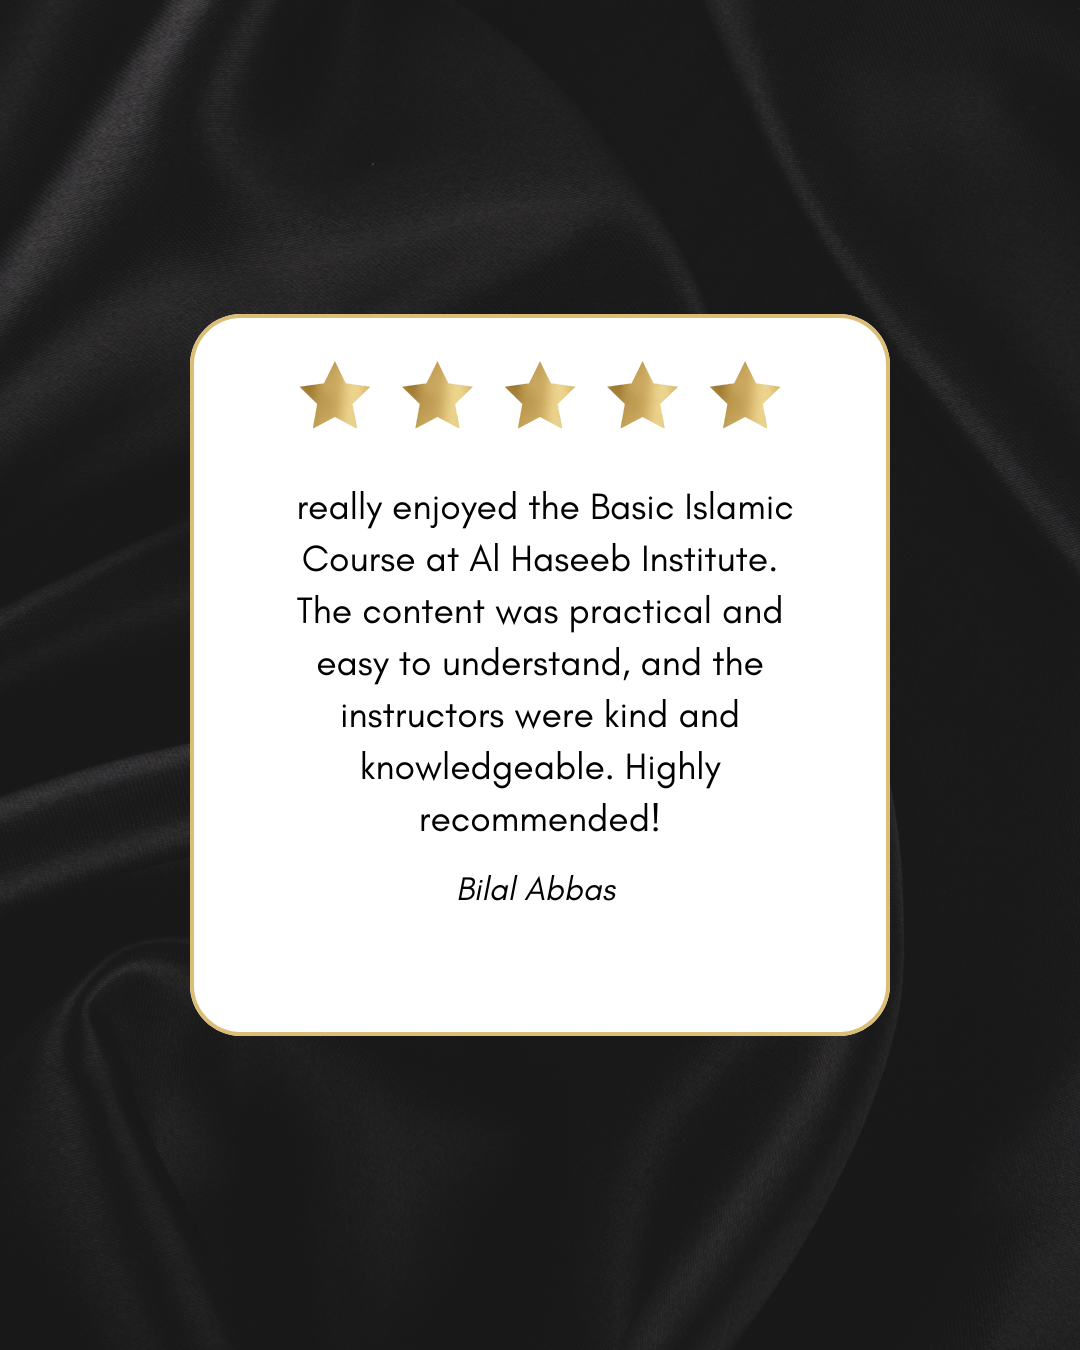 really enjoyed the Basic Islamic
Course at Al Haseeb Institute.
The content was practical and
easy to understand, and the
instructors were kind and
knowledgeable. Highly
recommended!
Bilal Abbas